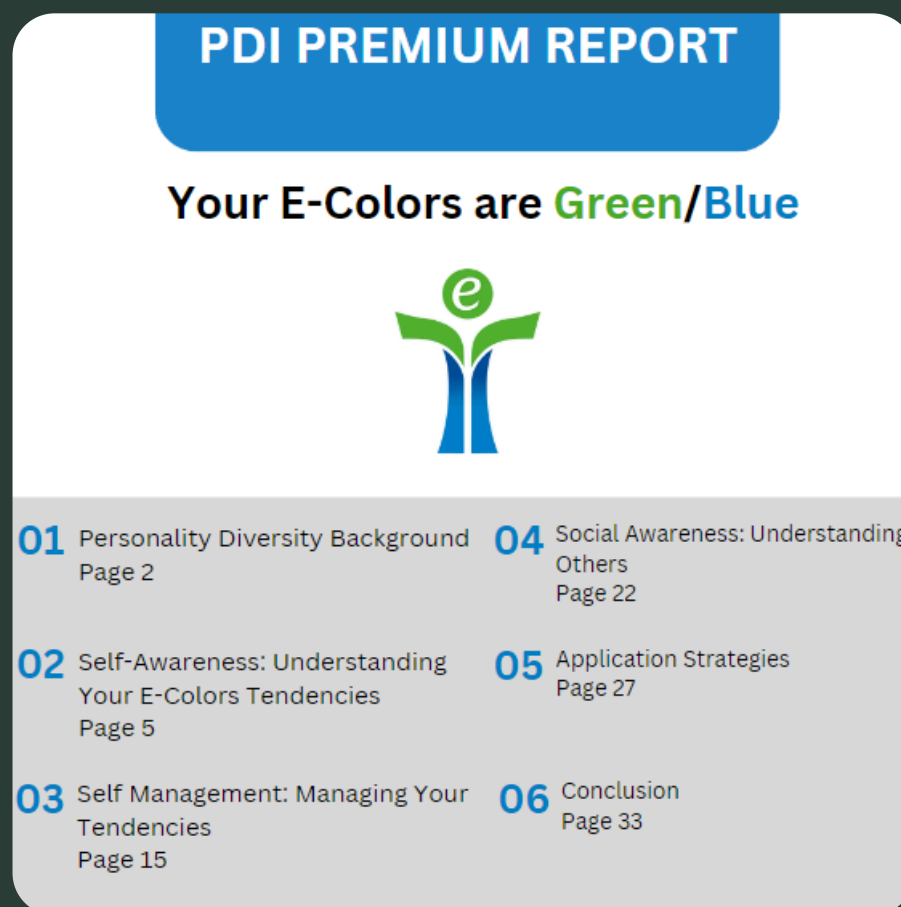 PDI PREMIUM REPORT
Your E-Colors are Green/Blue
e
01 Personality Diversity Background
Page 2
02 Self-Awareness: Understanding
Your E-Colors Tendencies
Page 5
03 Self Management: Managing Your
Tendencies
Page 15
04 Social Awareness: Understanding
Others
Page 22
05 Application Strategies
Page 27
06 Conclusion
Page 33